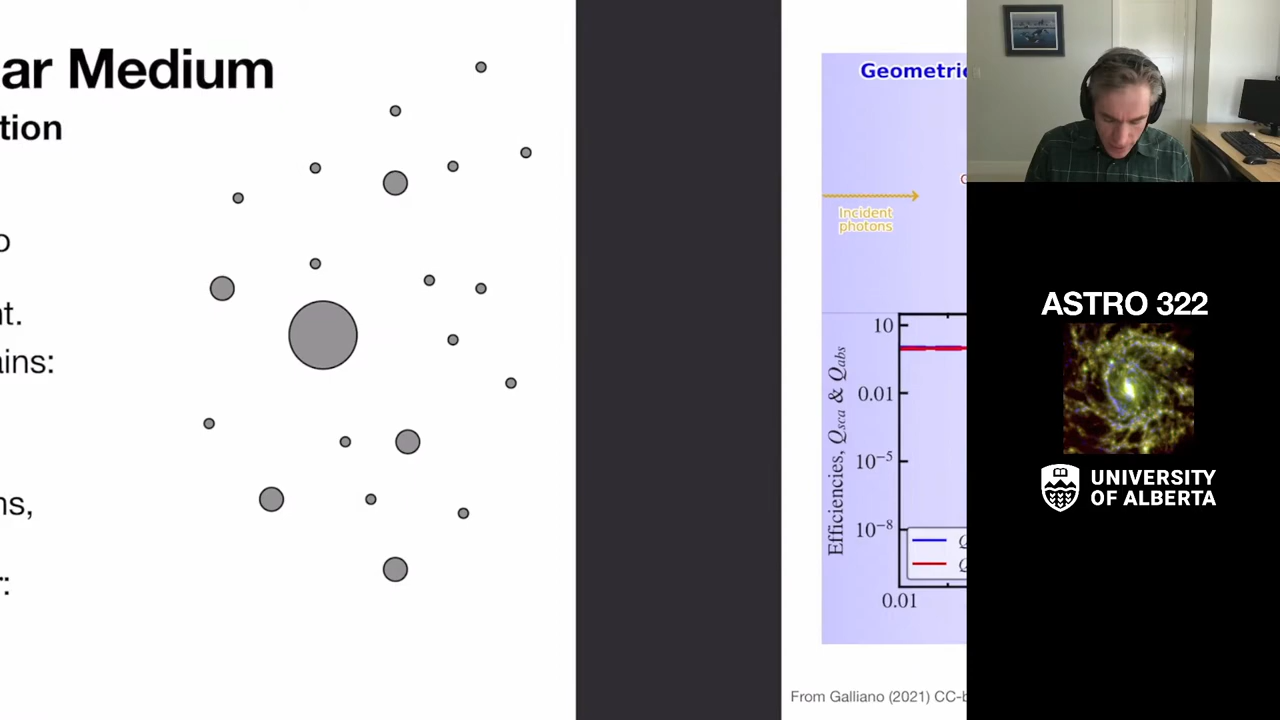 ar Medium
tion
o
nt.
ains:
ns,
r:
Geometric
Incident
photons
Efficiencies, Qsca & Qabs
10
0.01
10−5
10−8
0.01
From Galliano (2021) CC-b
ASTRO 322
UNIVERSITY
OF ALBERTA